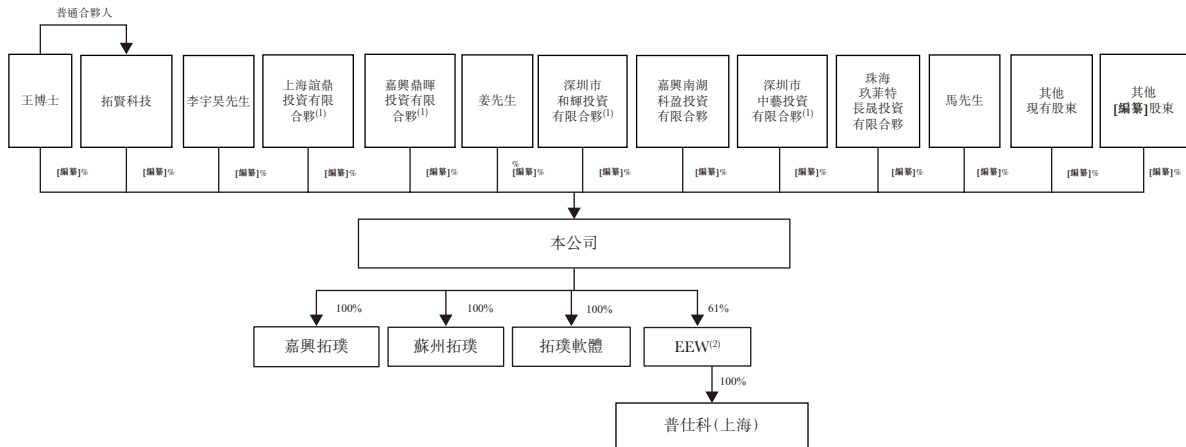 普通合夥人
王博士
拓賢科技
李宇昊先生
上海誼鼎
投資有限
合夥(1)
嘉興鼎暉
投資有限
合夥(1)
姜先生
深圳市
和輝投資
有限合夥(1)
嘉興南湖
科盈投資
有限合夥
深圳市
中藝投資
有限合夥(1)
珠海
玖菲特
長晟投資
有限合夥
馬先生
其他
現有股東
其他
[編纂]股東
[編纂]%
[編纂]%
[編纂]%
[編纂]%
[編纂]%
%
[編纂]%
[編纂]%
[編纂]%
[編纂]%
[編纂]%
[編纂]%
[編纂]%
[編纂]%
本公司
100%
100%
100%
61%
嘉興拓璞
蘇州拓璞
拓璞軟體
EEW(2)
100%
普仕科(上海)